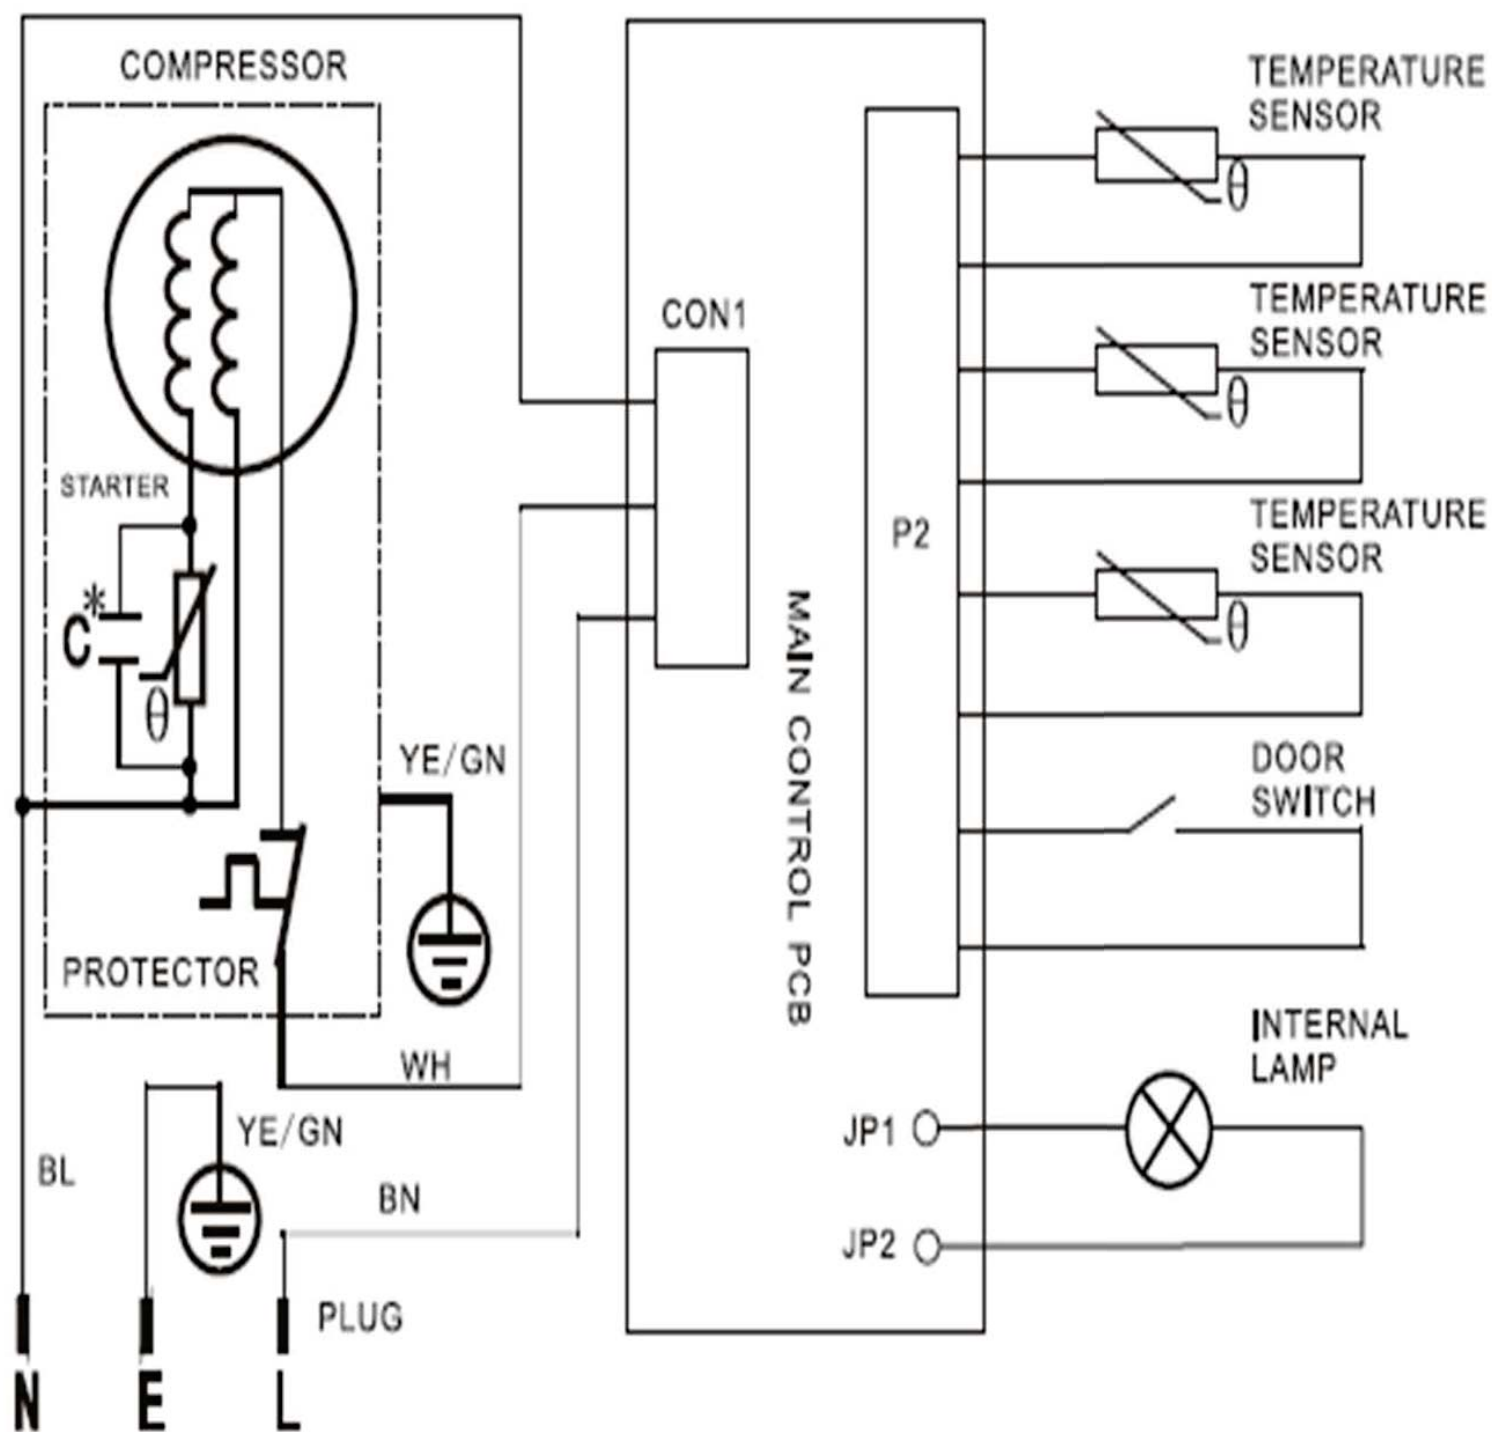 COMPRESSOR
STARTER
C*
θ
PROTECTOR
YE/GN
WH
YE/GN
BL
BN
PLUG
N
E
L
CON1
MAIN CONTROL PCB
P2
JP1
JP2
TEMPERATURE
SENSOR
θ
TEMPERATURE
SENSOR
θ
TEMPERATURE
SENSOR
θ
DOOR
SWITCH
INTERNAL
LAMP